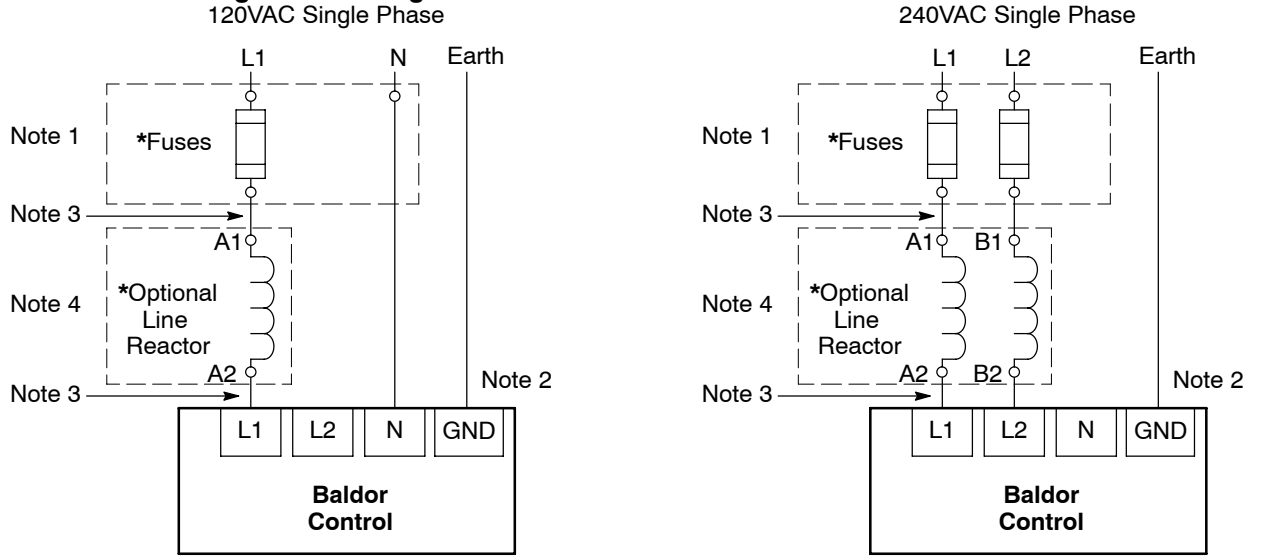 120VAC Single Phase
L1 N Earth
Note 1
*Fuses
Note 3
A1
Note 4
*Optional
Line
Reactor
A2
Note 3
Note 2
L1 L2 N GND
Baldor
Control
240VAC Single Phase
L1 L2 Earth
Note 1
*Fuses
Note 3
A1 B1
Note 4
*Optional
Line
Reactor
A2 B2
Note 3
Note 2
L1 L2 N GND
Baldor
Control